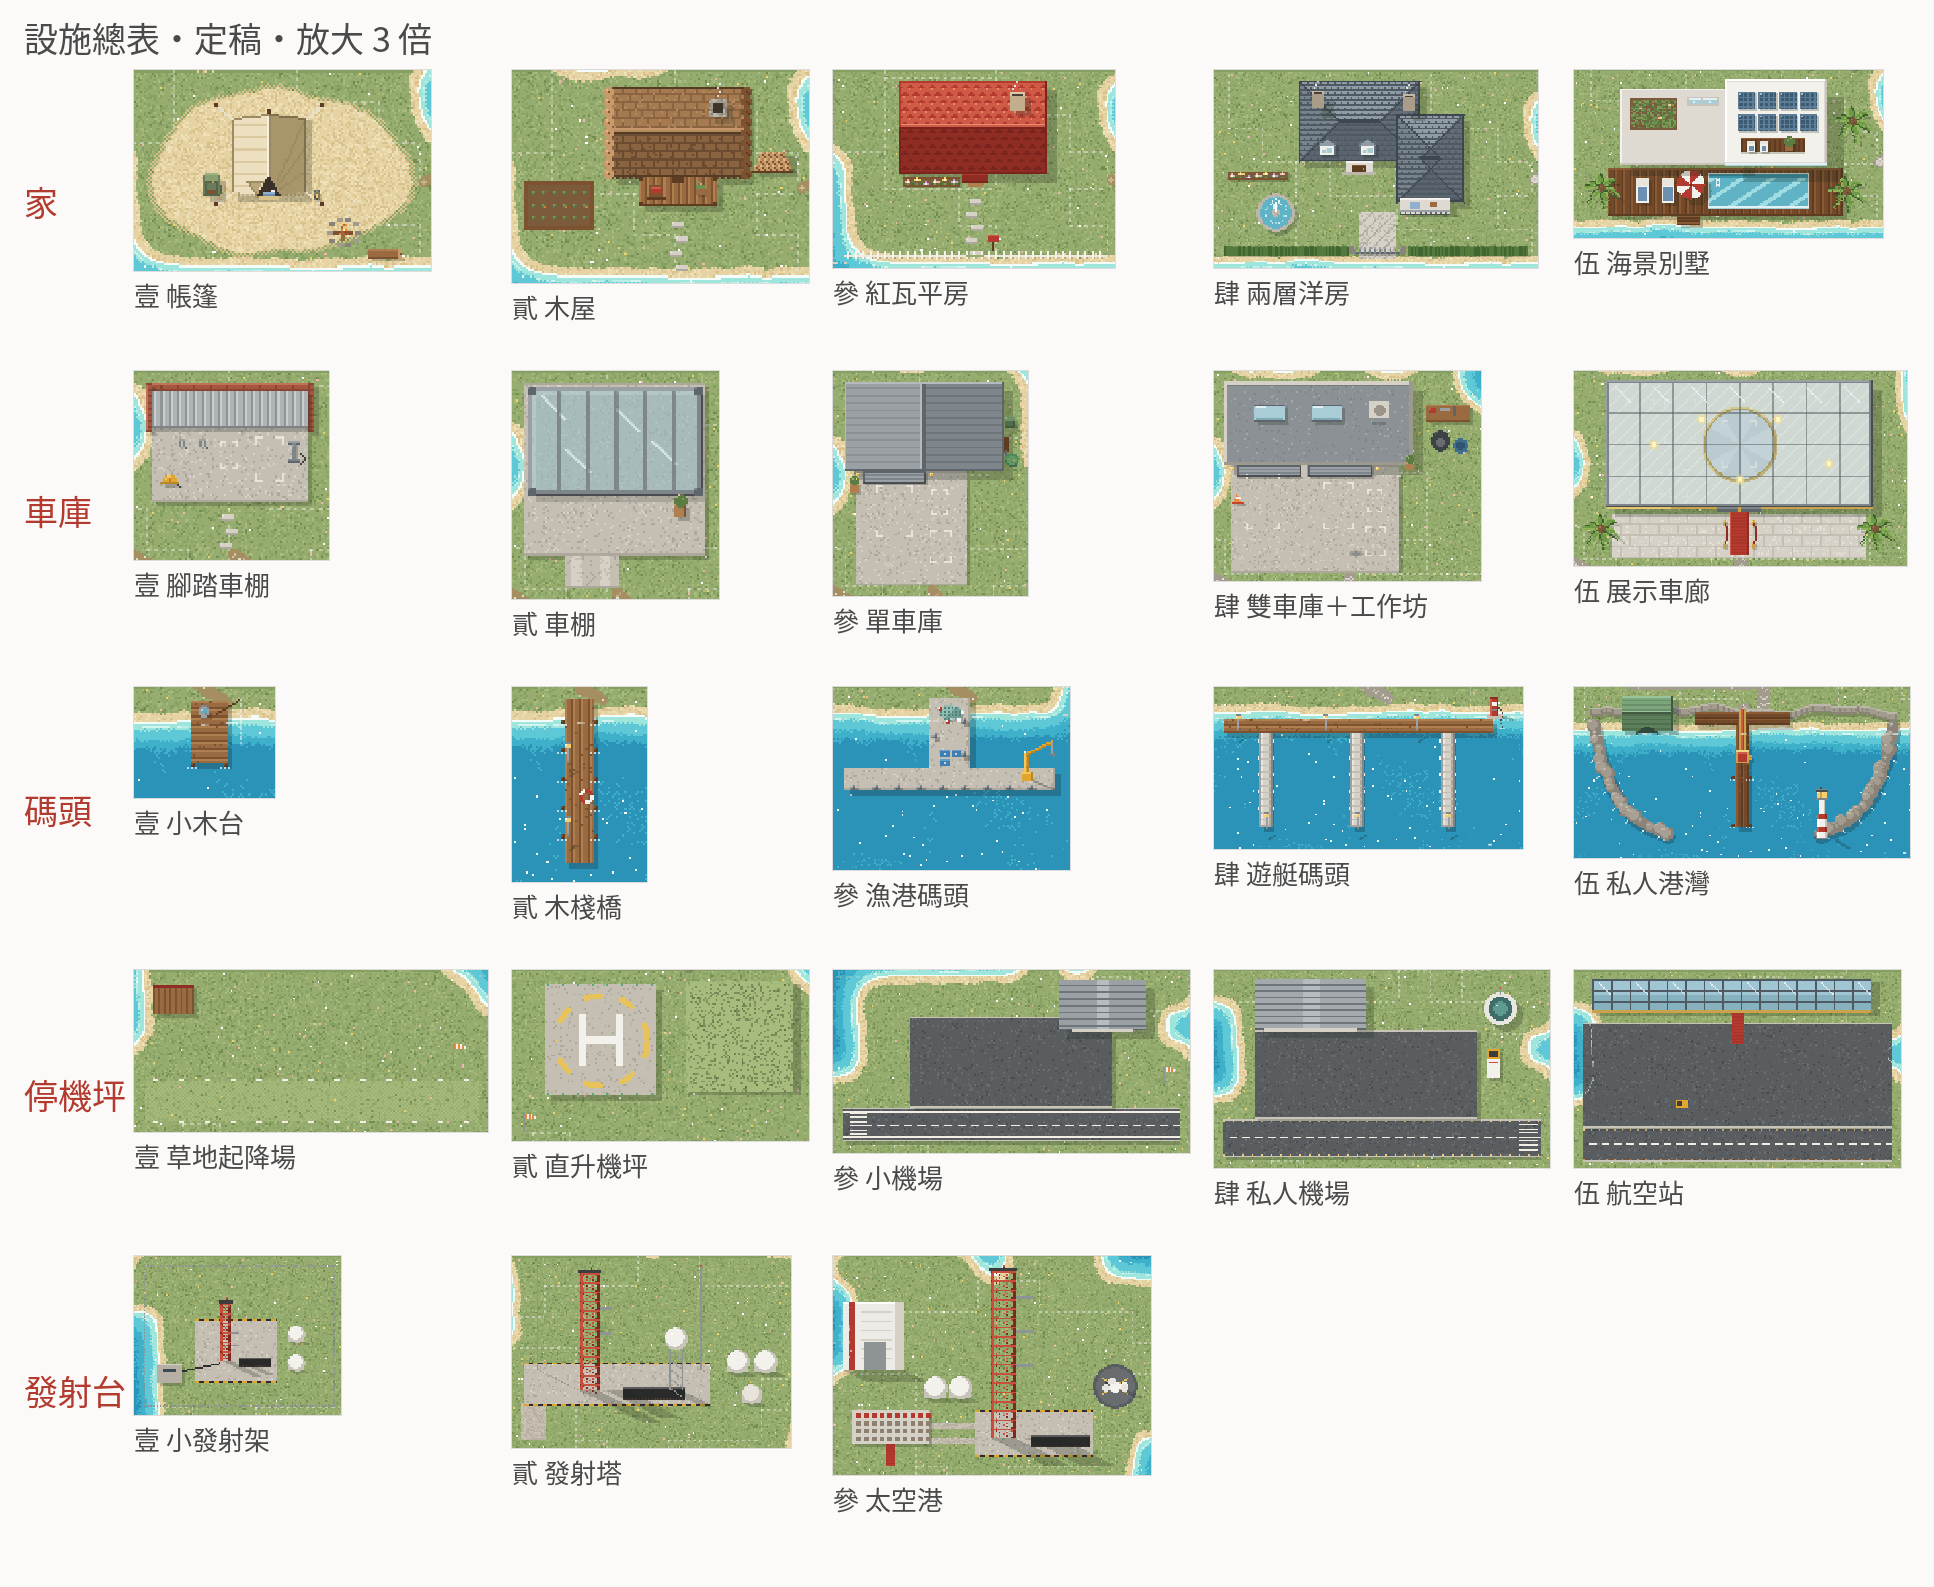 設施總表・定稿・放大 3 倍
家
壹 帳篷
貳 木屋
參 紅瓦平房
肆 兩層洋房
伍 海景別墅
車庫
壹 腳踏車棚
貳 車棚
參 單車庫
肆 雙車庫＋工作坊
伍 展示車廊
碼頭
壹 小木台
貳 木棧橋
參 漁港碼頭
肆 遊艇碼頭
伍 私人港灣
停機坪
壹 草地起降場
貳 直升機坪
參 小機場
肆 私人機場
伍 航空站
發射台
壹 小發射架
貳 發射塔
參 太空港
H